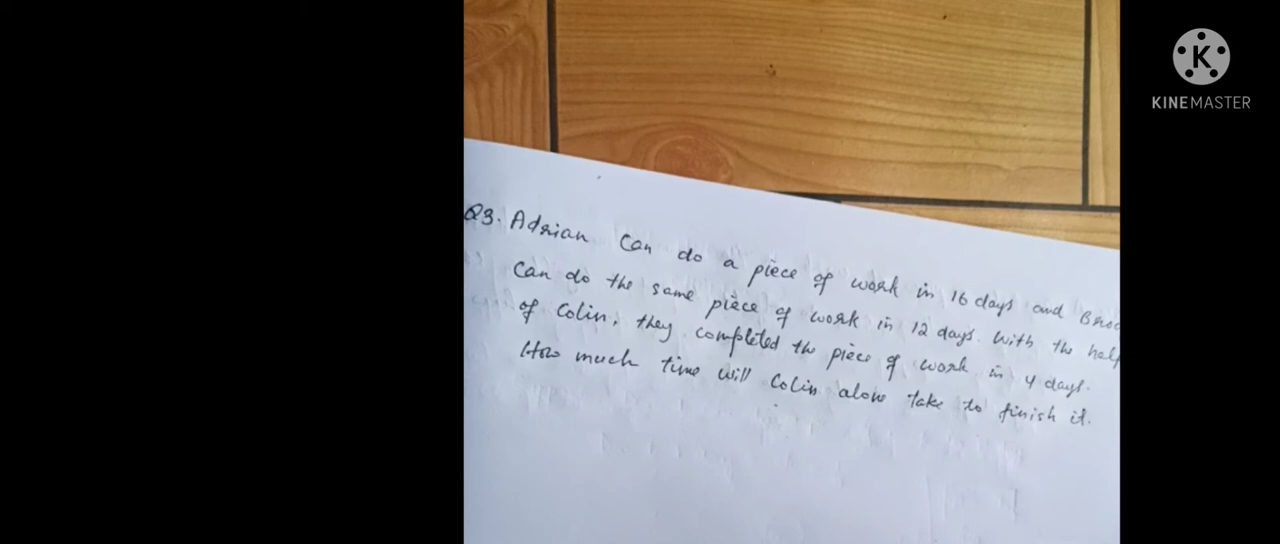 Q3. Adrian can do a piece of work in 16 days and
can do the same piece of work in 12 days. With the help
of Colin, they completed the piece of work in 4 days.
How much time will Colin alone take to finish it.
K
KINEMASTER